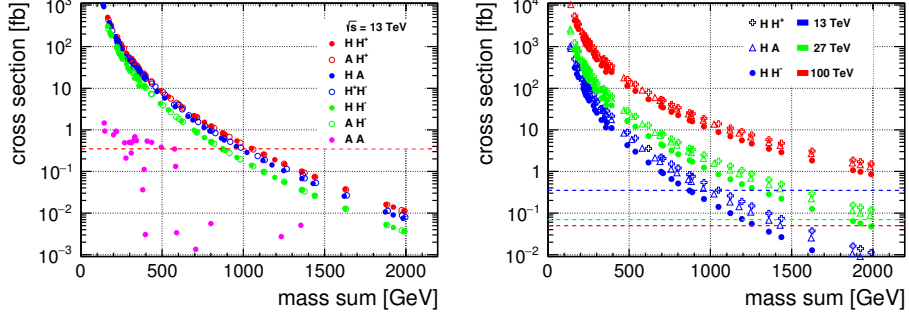 cross section [fb]
10³
10²
10
1
10⁻¹
10⁻²
10⁻³
0 500 1000 1500 2000
mass sum [GeV]
√s = 13 TeV
H H⁺
A H⁺
H A
H⁺H⁻
H H⁻
A H⁻
A A
cross section [fb]
10⁴
10³
10²
10
1
10⁻¹
10⁻²
0 500 1000 1500 2000
mass sum [GeV]
H H⁺ 13 TeV
H A 27 TeV
H H⁻ 100 TeV